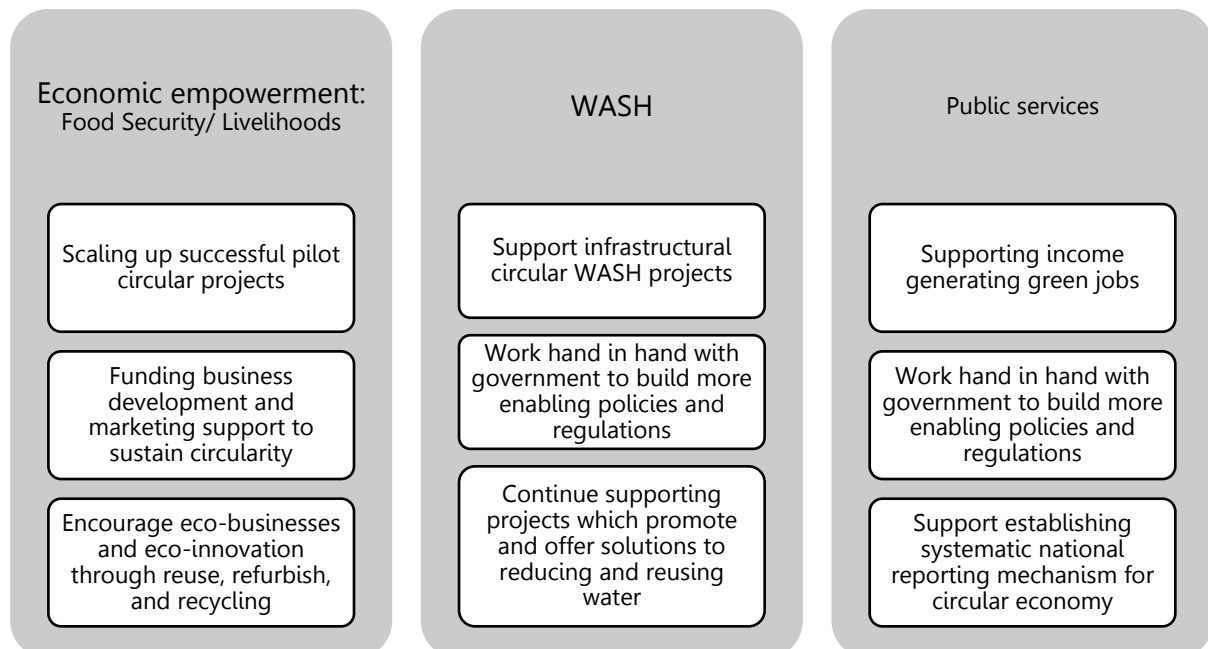 Economic empowerment:
Food Security/ Livelihoods
Scaling up successful pilot
circular projects
Funding business
development and
marketing support to
sustain circularity
Encourage eco-businesses
and eco-innovation
through reuse, refurbish,
and recycling
WASH
Support infrastructural
circular WASH projects
Work hand in hand with
government to build more
enabling policies and
regulations
Continue supporting
projects which promote
and offer solutions to
reducing and reusing
water
Public services
Supporting income
generating green jobs
Work hand in hand with
government to build more
enabling policies and
regulations
Support establishing
systematic national
reporting mechanism for
circular economy